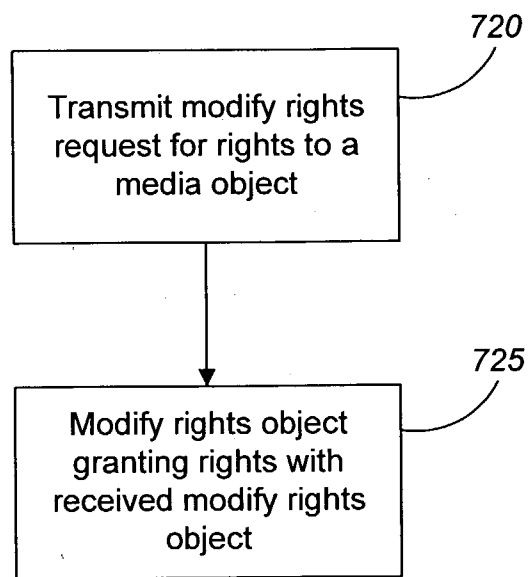 720
Transmit modify rights
request for rights to a
media object
725
Modify rights object
granting rights with
received modify rights
object